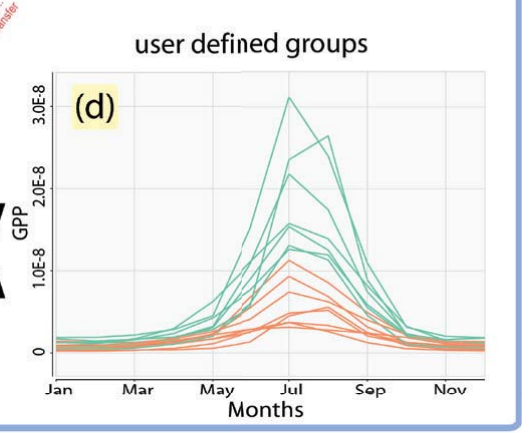 user defined groups
(d)
3.0E-8
2.0E-8
1.0E-8
0
GPP
Jan Mar May Jul Sep Nov
Months